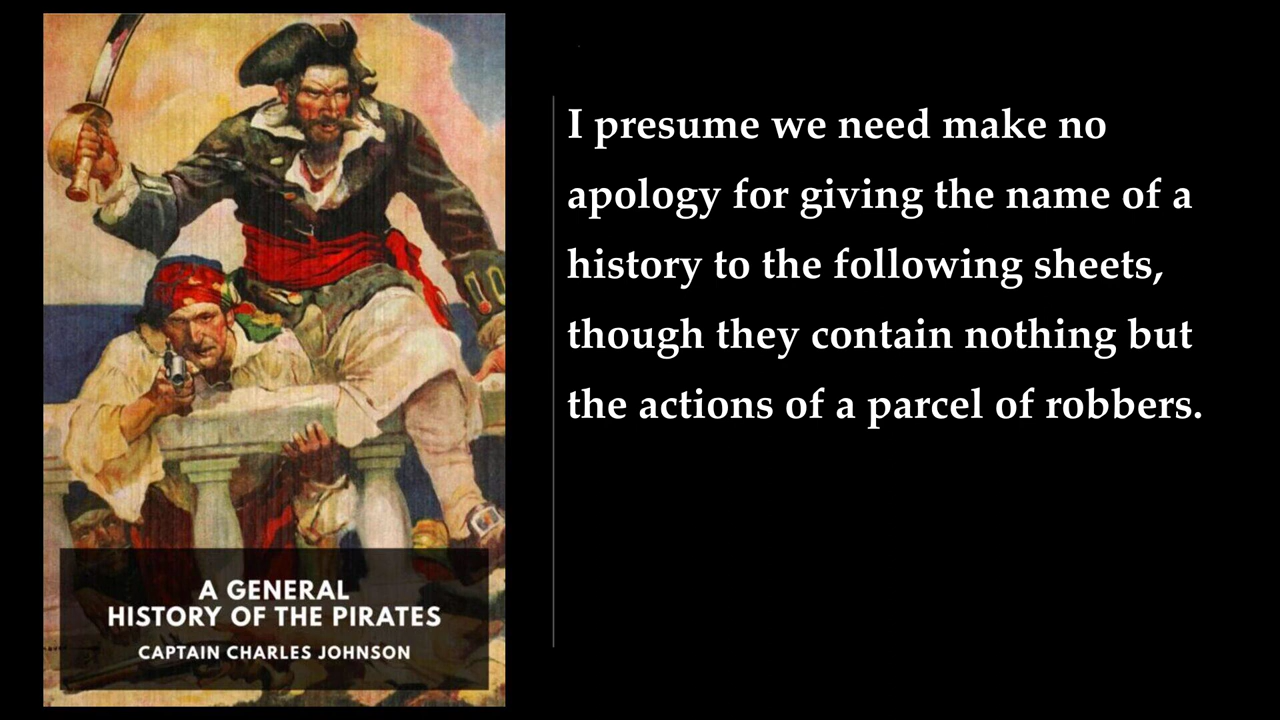 A GENERAL
HISTORY OF THE PIRATES
CAPTAIN CHARLES JOHNSON
I presume we need make no
apology for giving the name of a
history to the following sheets,
though they contain nothing but
the actions of a parcel of robbers.